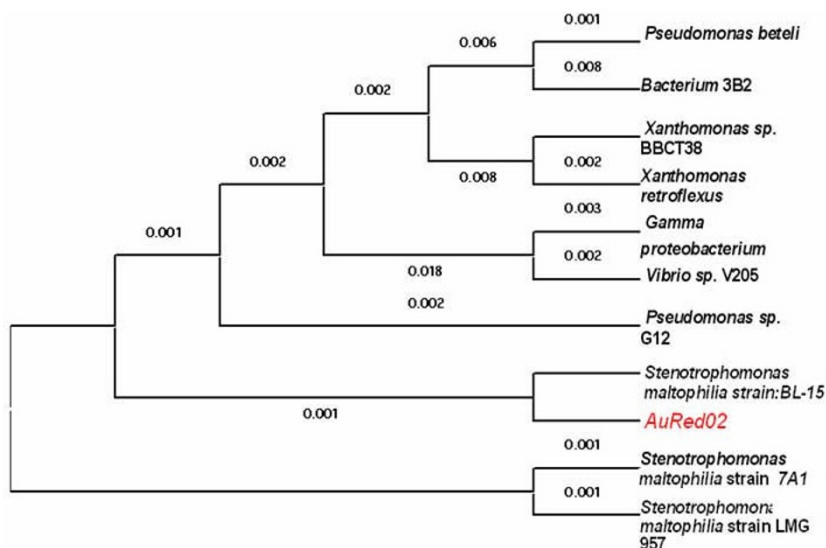 0.001
Pseudomonas beteli
0.006
0.008
Bacterium 3B2
0.002
Xanthomonas sp.
BBCT38
0.002
0.008
Xanthomonas
retroflexus
0.002
0.003
Gamma
proteobacterium
0.001
0.002
0.018
Vibrio sp. V205
0.002
Pseudomonas sp.
G12
Stenotrophomonas
maltophilia strain:BL-15
0.001
AuRed02
0.001
Stenotrophomonas
maltophilia strain 7A1
0.001
Stenotrophomona
maltophilia strain LMG
957